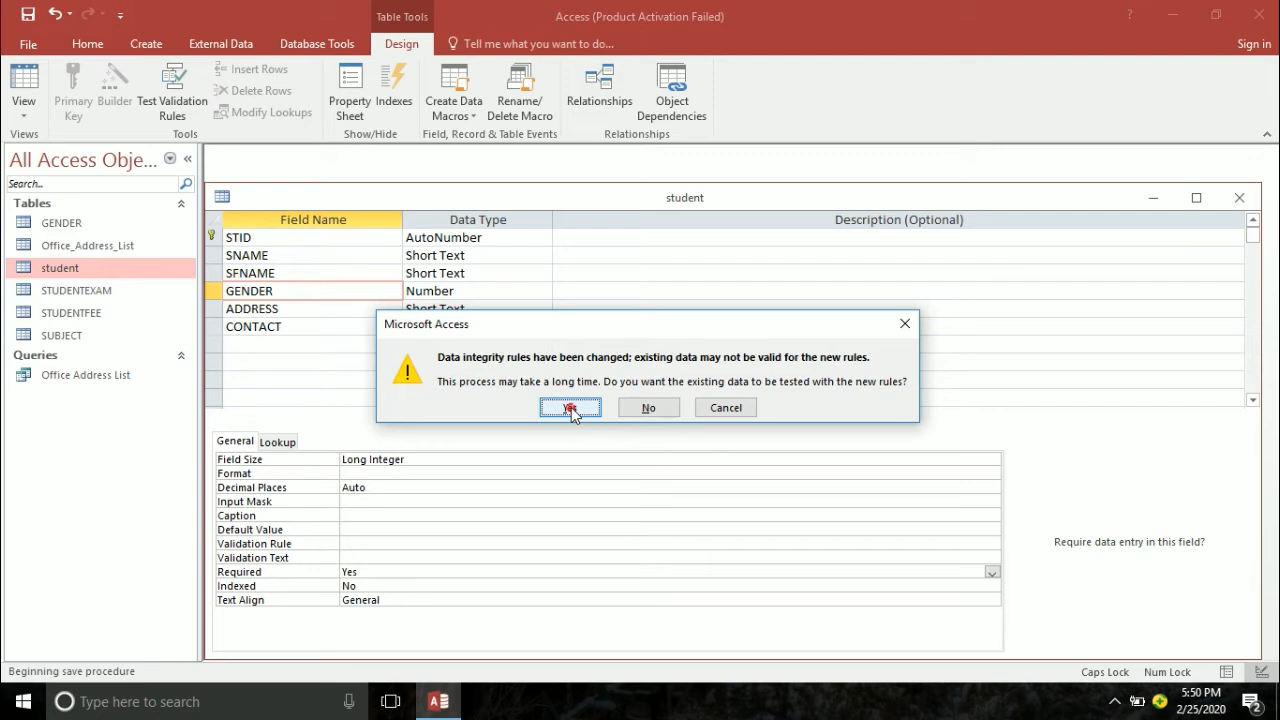 Table Tools
Access (Product Activation Failed)
?
File
Home
Create
External Data
Database Tools
Design
Tell me what you want to do...
Sign in
View
Primary Key
Builder
Test Validation Rules
Insert Rows
Delete Rows
Modify Lookups
Property Sheet
Indexes
Create Data Macros
Rename/ Delete Macro
Relationships
Object Dependencies
Views
Tools
Show/Hide
Field, Record & Table Events
Relationships
All Access Obje...
Search...
Tables
GENDER
Office_Address_List
student
STUDENTEXAM
STUDENTFEE
SUBJECT
Queries
Office Address List
student
Field Name
Data Type
Description (Optional)
STID
AutoNumber
SNAME
Short Text
SFNAME
Short Text
GENDER
Number
ADDRESS
Short Text
CONTACT
Microsoft Access
Data integrity rules have been changed; existing data may not be valid for the new rules.
This process may take a long time. Do you want the existing data to be tested with the new rules?
Yes
No
Cancel
General
Lookup
Field Size
Long Integer
Format
Decimal Places
Auto
Input Mask
Caption
Default Value
Validation Rule
Validation Text
Required
Yes
Indexed
No
Text Align
General
Require data entry in this field?
Beginning save procedure
Caps Lock
Num Lock
Type here to search
5:50 PM
2/25/2020
2